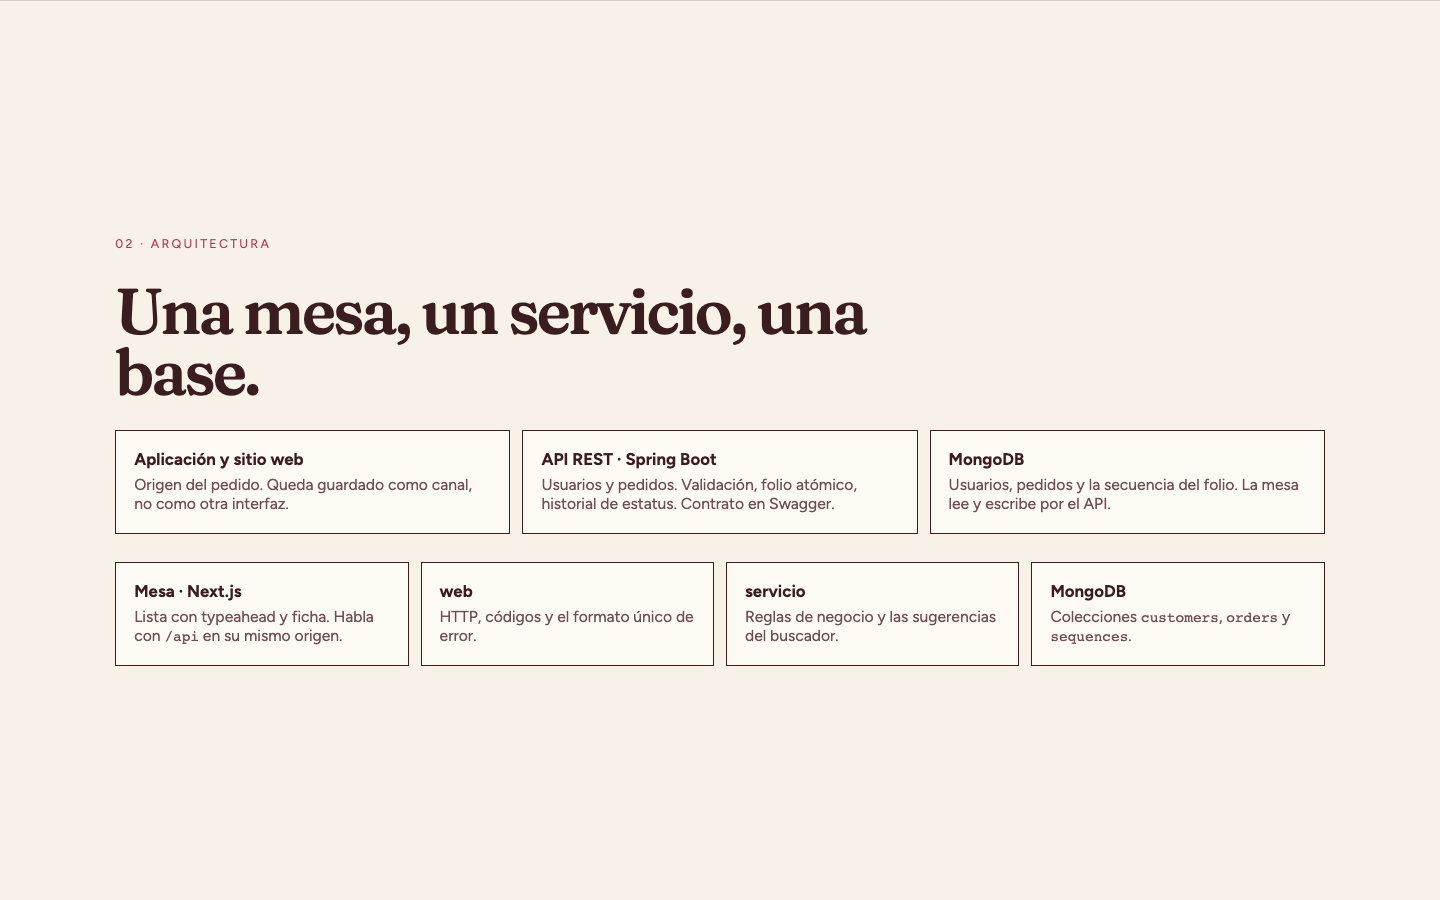 02 · ARQUITECTURA
Una mesa, un servicio, una
base.
Aplicación y sitio web
Origen del pedido. Queda guardado como canal,
no como otra interfaz.
API REST · Spring Boot
Usuarios y pedidos. Validación, folio atómico,
historial de estatus. Contrato en Swagger.
MongoDB
Usuarios, pedidos y la secuencia del folio. La mesa
lee y escribe por el API.
Mesa · Next.js
Lista con typeahead y ficha. Habla
con /api en su mismo origen.
web
HTTP, códigos y el formato único de
error.
servicio
Reglas de negocio y las sugerencias
del buscador.
MongoDB
Colecciones customers, orders y
sequences.